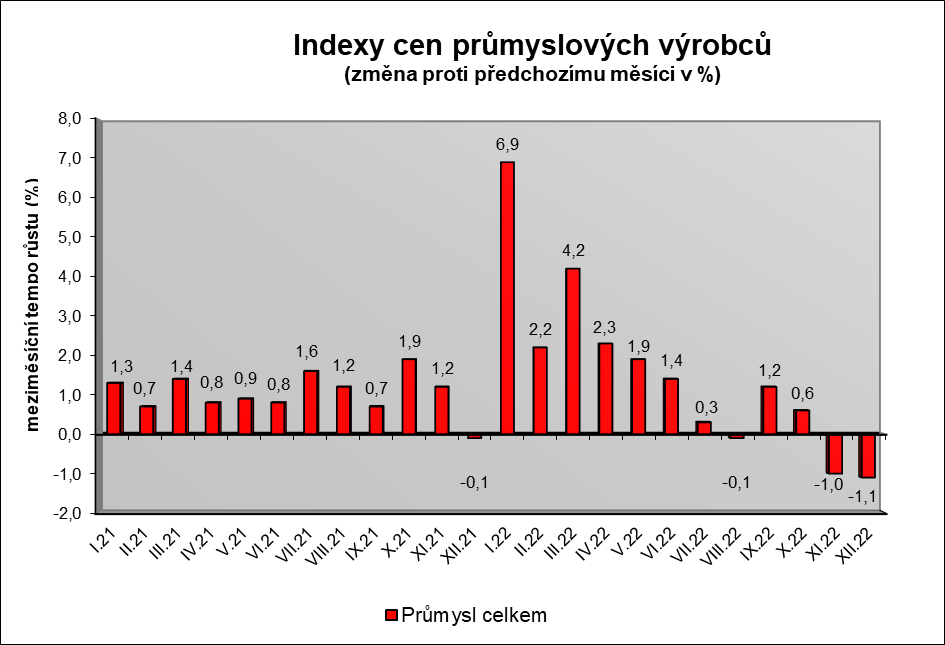 Indexy cen průmyslových výrobců
(změna proti předchozímu měsíci v %)
meziměsíční tempo růstu (%)
8,0
7,0
6,0
5,0
4,0
3,0
2,0
1,0
0,0
-1,0
-2,0
1,3
0,7
1,4
0,8
0,9
0,8
1,6
1,2
0,7
1,9
1,2
-0,1
6,9
2,2
4,2
2,3
1,9
1,4
0,3
-0,1
1,2
0,6
-1,0
-1,1
I.21
II.21
III.21
IV.21
V.21
VI.21
VII.21
VIII.21
IX.21
X.21
XI.21
XII.21
I.22
II.22
III.22
IV.22
V.22
VI.22
VII.22
VIII.22
IX.22
X.22
XI.22
XII.22
Průmysl celkem